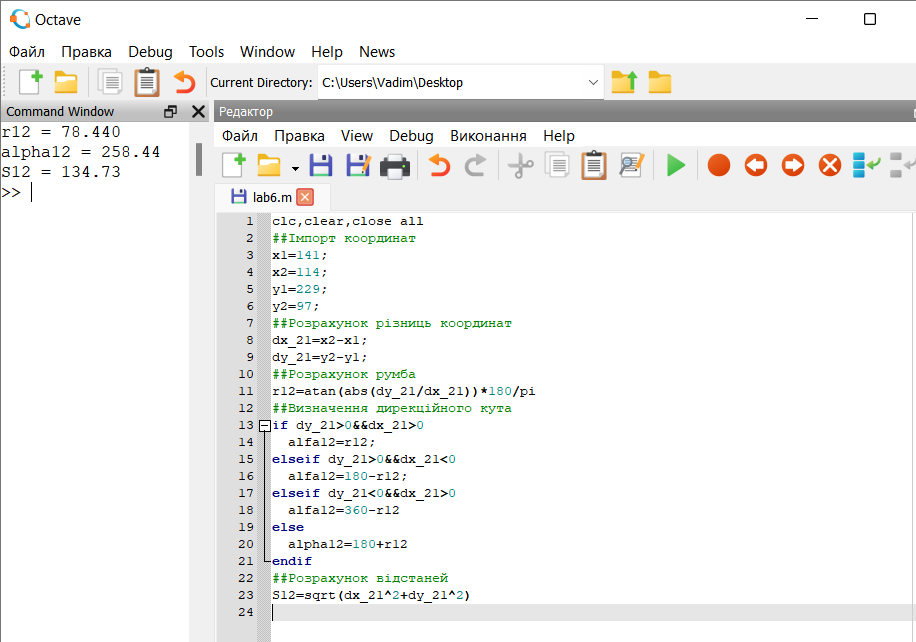 Octave
Файл Правка Debug Tools Window Help News
Current Directory: C:\Users\Vadim\Desktop
Command Window
r12 = 78.440
alpha12 = 258.44
S12 = 134.73
>>
Редактор
Файл Правка View Debug Виконання Help
lab6.m
1 clc,clear,close all
2 ##Імпорт координат
3 x1=141;
4 x2=114;
5 y1=229;
6 y2=97;
7 ##Розрахунок різниць координат
8 dx_21=x2-x1;
9 dy_21=y2-y1;
10 ##Розрахунок румба
11 r12=atan(abs(dy_21/dx_21))*180/pi
12 ##Визначення дирекційного кута
13 if dy_21>0&&dx_21>0
14 alfa12=r12;
15 elseif dy_21>0&&dx_21<0
16 alfa12=180-r12;
17 elseif dy_21<0&&dx_21>0
18 alfa12=360-r12
19 else
20 alpha12=180+r12
21 endif
22 ##Розрахунок відстаней
23 S12=sqrt(dx_21^2+dy_21^2)
24